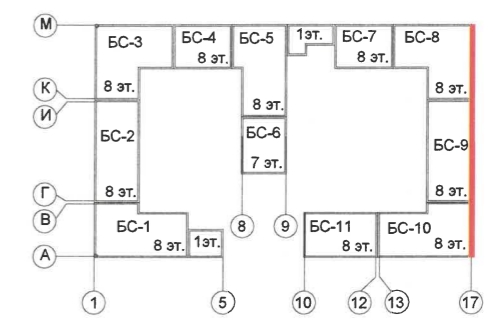 М
БС-3
8 эт.
БС-4
8 эт.
БС-5
8 эт.
1эт.
БС-7
8 эт.
БС-8
8 эт.
К
И
БС-2
8 эт.
БС-6
7 эт.
БС-9
8 эт.
Г
В
БС-1
8 эт.
1эт.
8
9
БС-11
8 эт.
БС-10
8 эт.
А
1
5
10
12
13
17